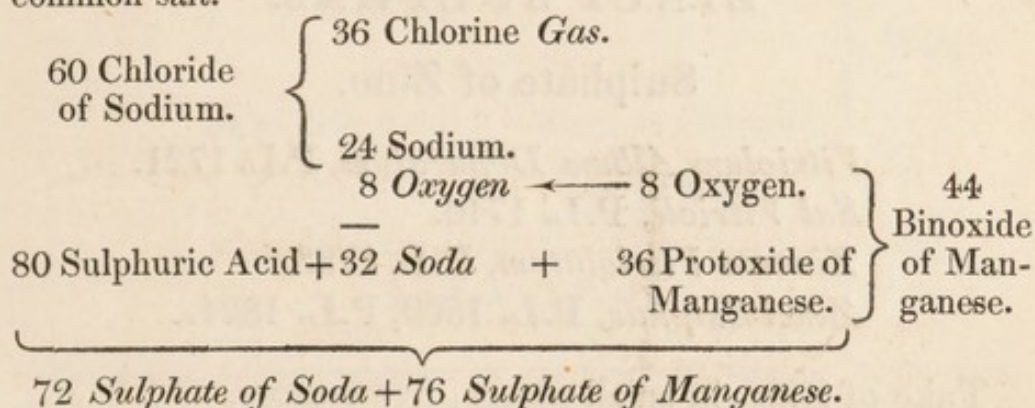 common salt.
36 Chlorine Gas.
60 Chloride
of Sodium.
24 Sodium.
8 Oxygen ← 8 Oxygen.
80 Sulphuric Acid + 32 Soda + 36 Protoxide of
Manganese.
44
Binoxide
of Man-
ganese.
72 Sulphate of Soda + 76 Sulphate of Manganese.